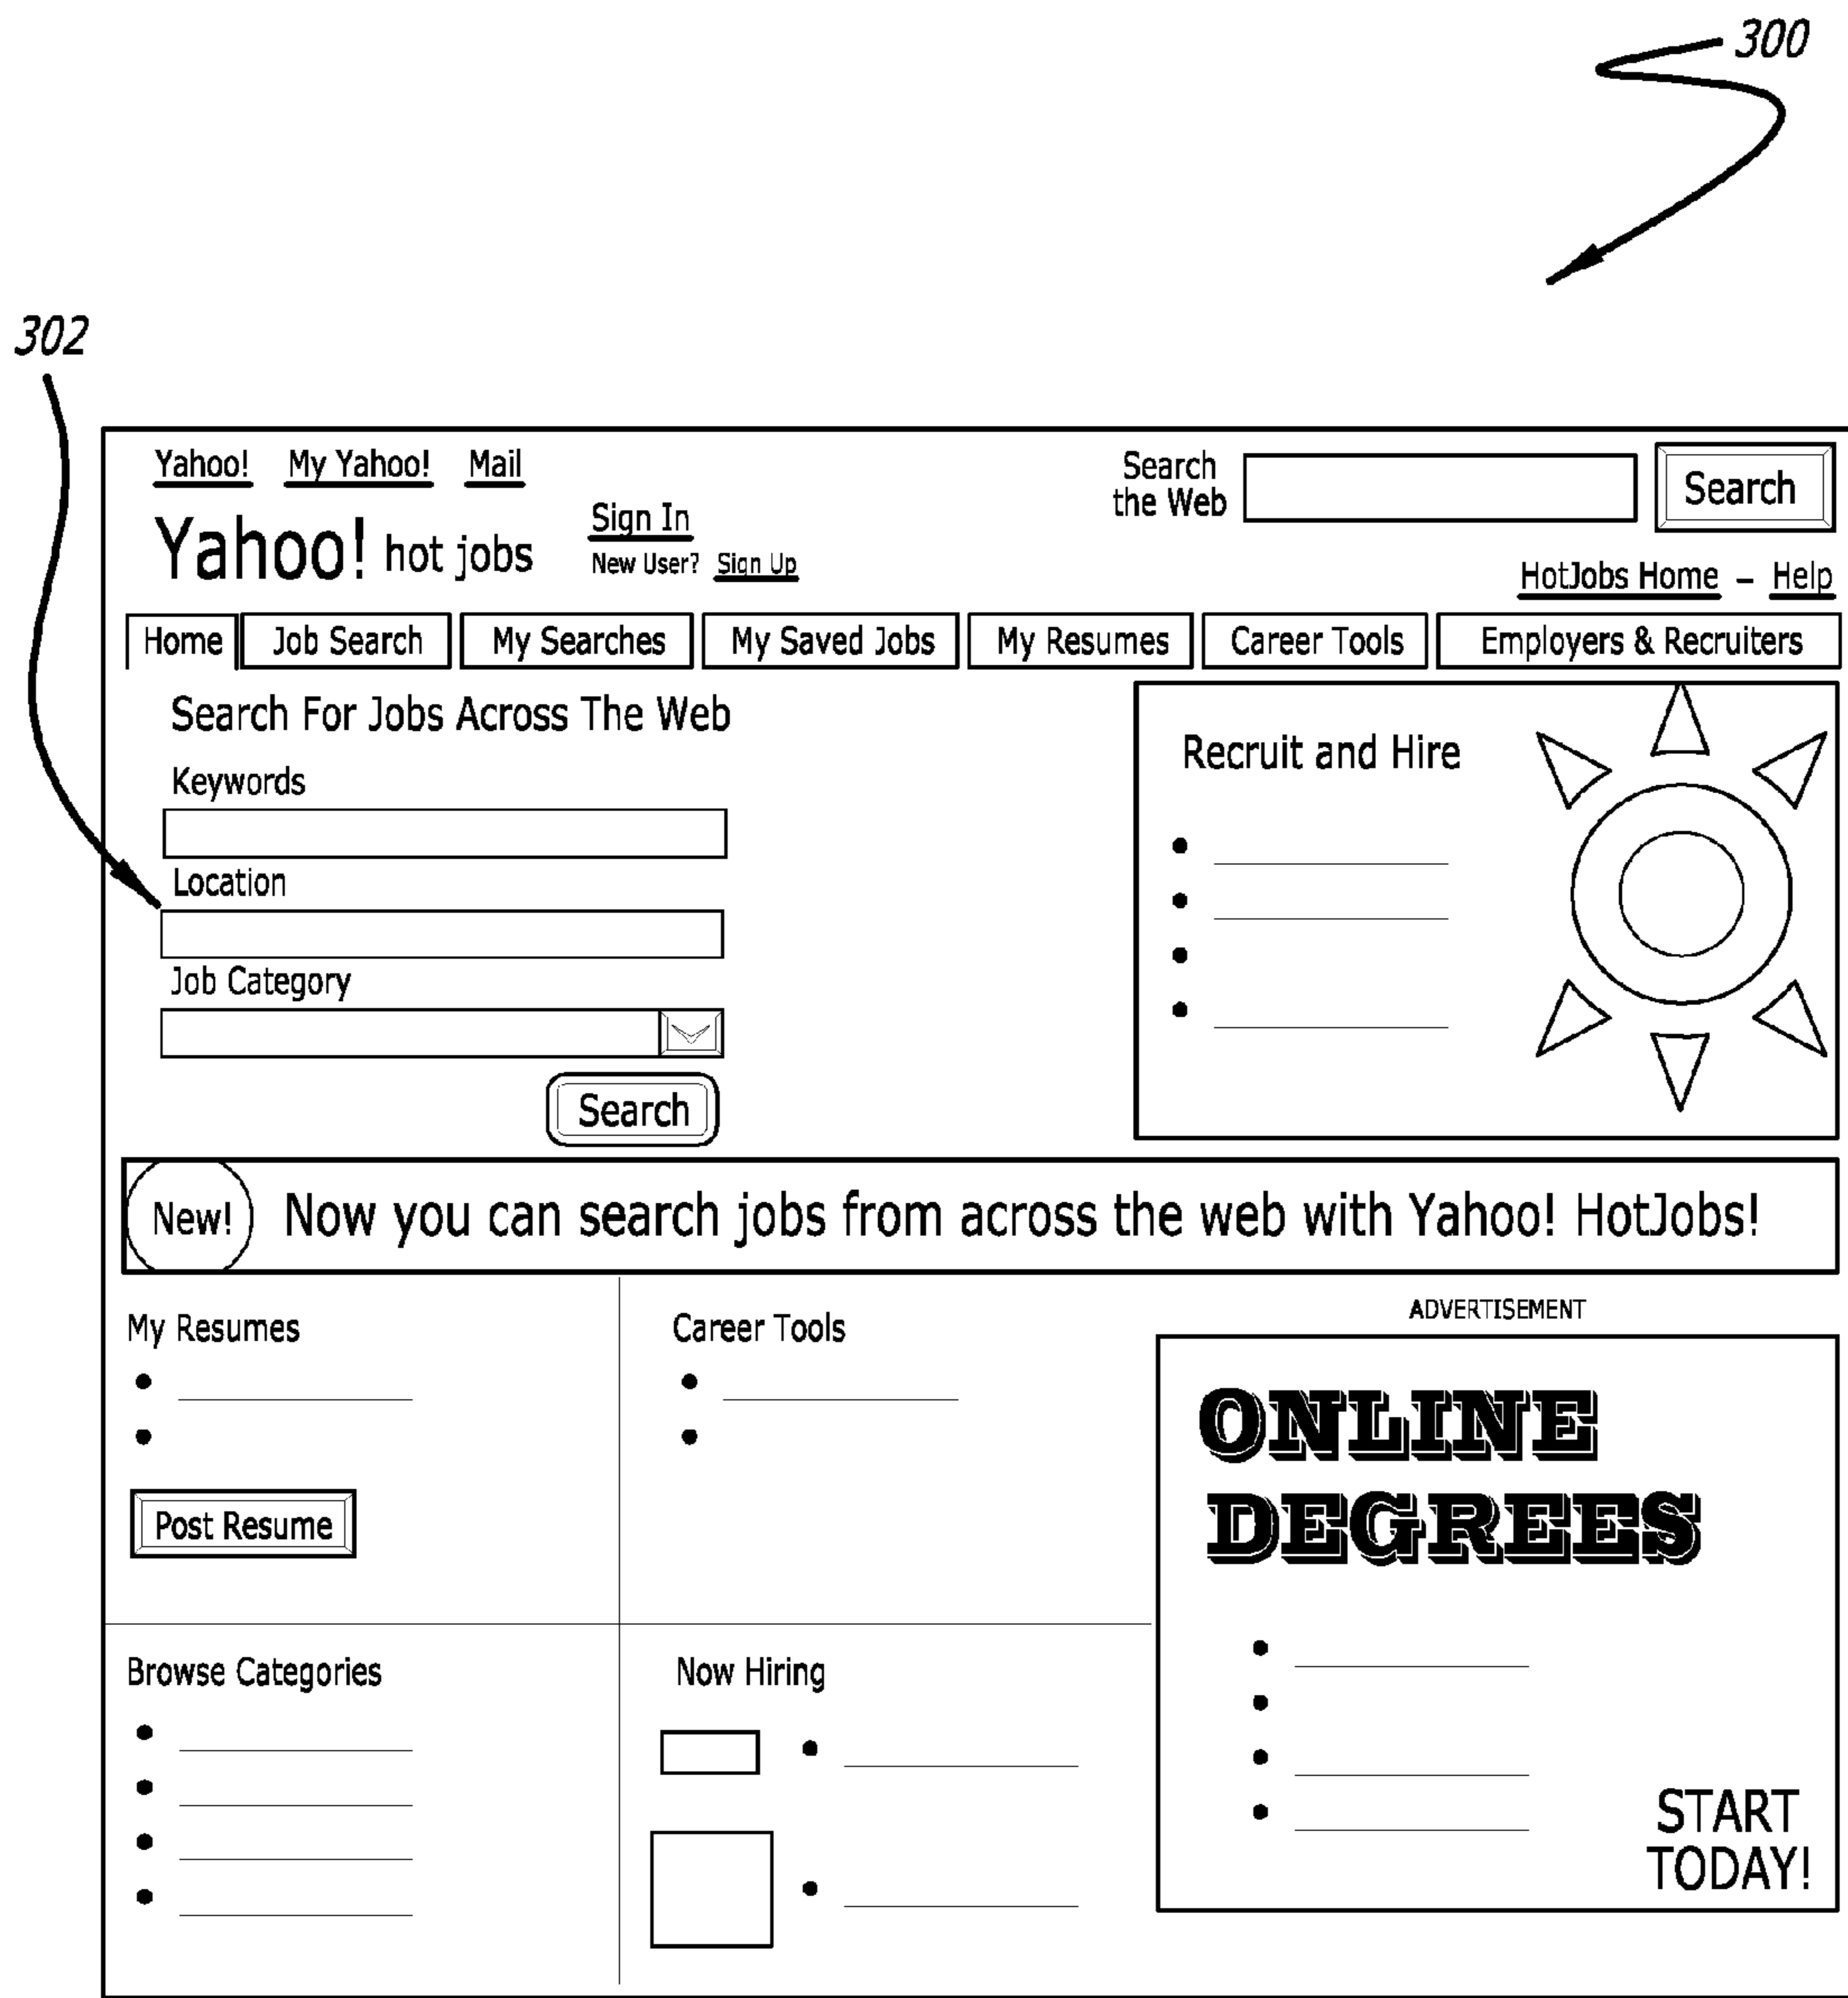 300
302
Yahoo! My Yahoo! Mail
Search
the Web
Search
Yahoo! hot jobs
Sign In
New User? Sign Up
HotJobs Home – Help
Home Job Search My Searches My Saved Jobs My Resumes Career Tools Employers & Recruiters
Search For Jobs Across The Web
Keywords
Location
Job Category
Search
Recruit and Hire
New! Now you can search jobs from across the web with Yahoo! HotJobs!
My Resumes
Post Resume
Career Tools
ADVERTISEMENT
ONLINE
DEGREES
START
TODAY!
Browse Categories
Now Hiring